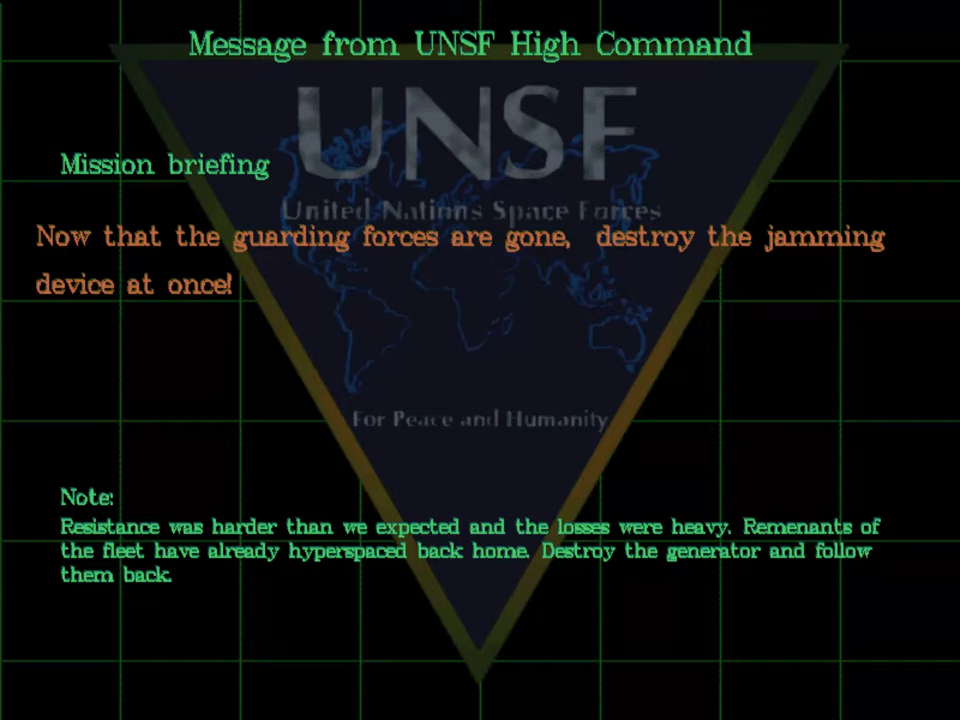 Message from UNSF High Command
UNSF
Mission briefing
United Nations Space Forces
Now that the guarding forces are gone, destroy the jamming
device at once!
For Peace and Humanity
Note:
Resistance was harder than we expected and the losses were heavy. Remenants of
the fleet have already hyperspaced back home. Destroy the generator and follow
them back.